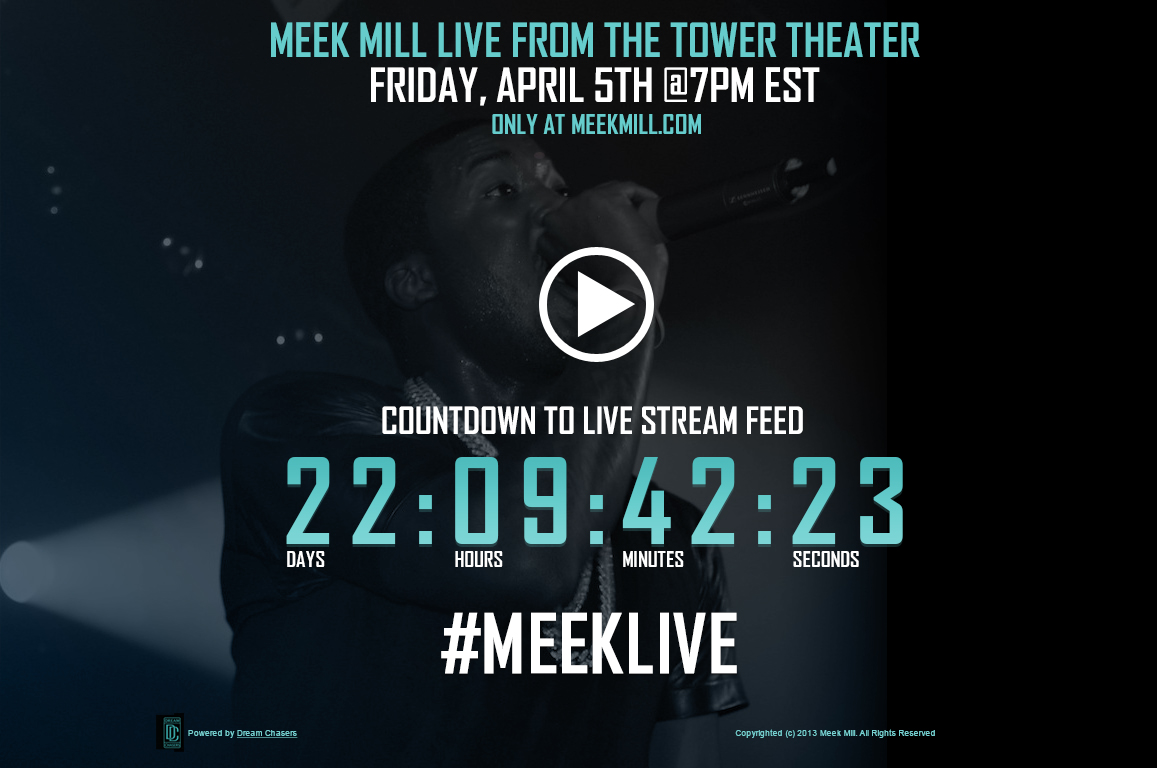 MEEK MILL LIVE FROM THE TOWER THEATER
FRIDAY, APRIL 5TH @7PM EST
ONLY AT MEEKMILL.COM
COUNTDOWN TO LIVE STREAM FEED
22:09:42:23
DAYS HOURS MINUTES SECONDS
#MEEKLIVE
DC
Powered by Dream Chasers
Copyrighted (c) 2013 Meek Mill. All Rights Reserved